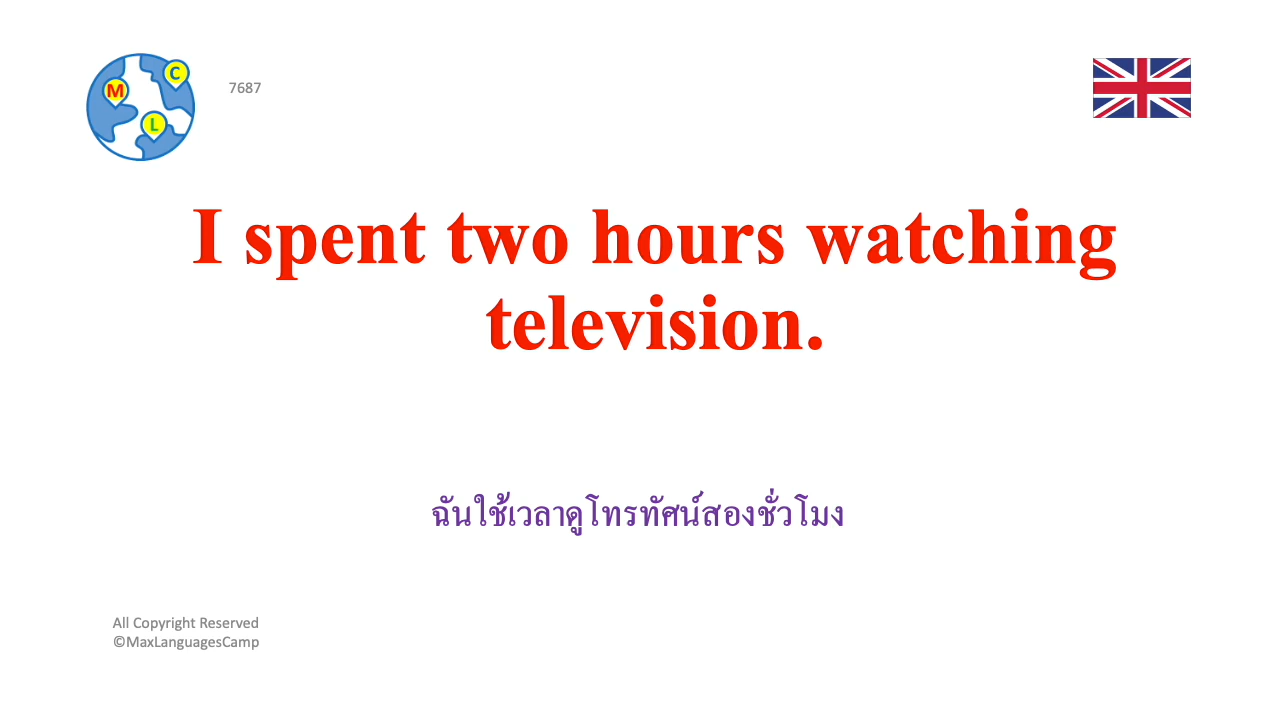 M
C
L
7687
I spent two hours watching
television.
ฉันใช้เวลาดูโทรทัศน์สองชั่วโมง
All Copyright Reserved
©MaxLanguagesCamp